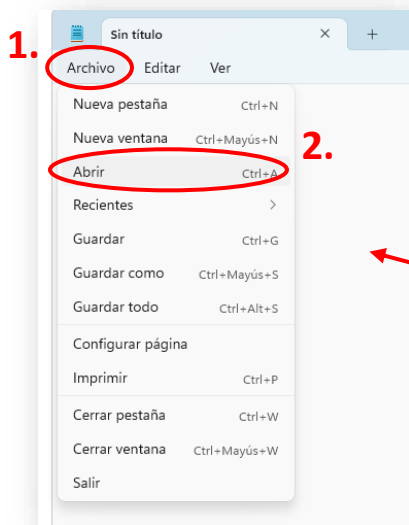 Sin título
1.
Archivo Editar Ver
Nueva pestaña Ctrl+N
Nueva ventana Ctrl+Mayús+N
2.
Abrir Ctrl+A
Recientes
Guardar Ctrl+G
Guardar como Ctrl+Mayús+S
Guardar todo Ctrl+Alt+S
Configurar página
Imprimir Ctrl+P
Cerrar pestaña Ctrl+W
Cerrar ventana Ctrl+Mayús+W
Salir